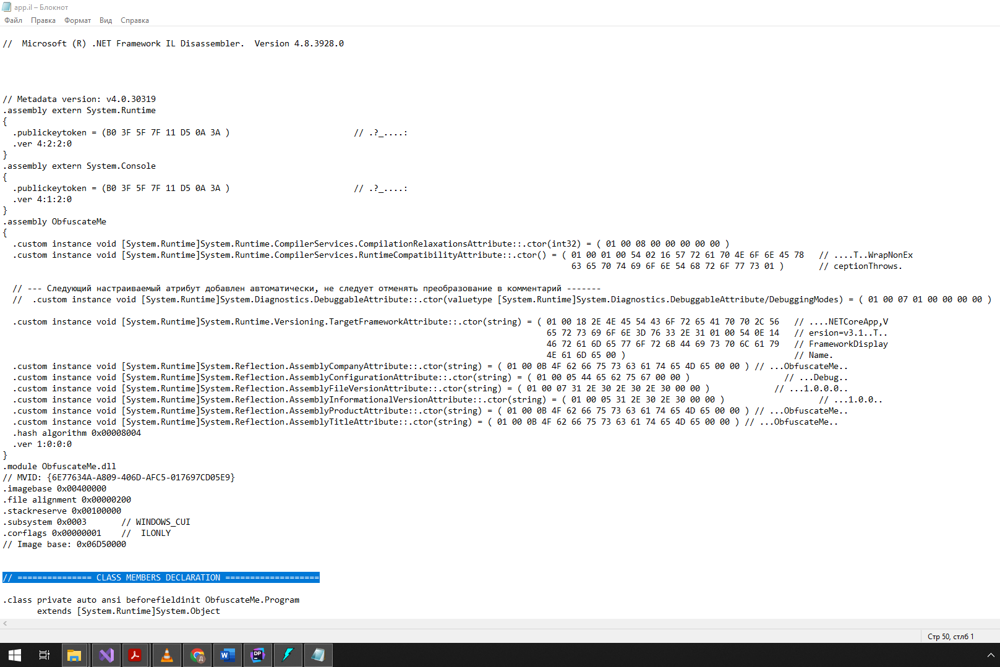 app.il – Блокнот
Файл Правка Формат Вид Справка
//  Microsoft (R) .NET Framework IL Disassembler.  Version 4.8.3928.0
// Metadata version: v4.0.30319
.assembly extern System.Runtime
{
  .publickeytoken = (B0 3F 5F 7F 11 D5 0A 3A )                         // .?_....:
  .ver 4:2:2:0
}
.assembly extern System.Console
{
  .publickeytoken = (B0 3F 5F 7F 11 D5 0A 3A )                         // .?_....:
  .ver 4:1:2:0
}
.assembly ObfuscateMe
{
  .custom instance void [System.Runtime]System.Runtime.CompilerServices.CompilationRelaxationsAttribute::.ctor(int32) = ( 01 00 08 00 00 00 00 00 )
  .custom instance void [System.Runtime]System.Runtime.CompilerServices.RuntimeCompatibilityAttribute::.ctor() = ( 01 00 01 00 54 02 16 57 72 61 70 4E 6F 6E 45 78   // ....T..WrapNonEx
63 65 70 74 69 6F 6E 54 68 72 6F 77 73 01 )       // ceptionThrows.
  // --- Следующий настраиваемый атрибут добавлен автоматически, не следует отменять преобразование в комментарий -------
  //  .custom instance void [System.Runtime]System.Diagnostics.DebuggableAttribute::.ctor(valuetype [System.Runtime]System.Diagnostics.DebuggableAttribute/DebuggingModes) = ( 01 00 07 01 00 00 00 00 )
  .custom instance void [System.Runtime]System.Runtime.Versioning.TargetFrameworkAttribute::.ctor(string) = ( 01 00 18 2E 4E 45 54 43 6F 72 65 41 70 70 2C 56   // ....NETCoreApp,V
65 72 73 69 6F 6E 3D 76 33 2E 31 01 00 54 0E 14   // ersion=v3.1..T..
46 72 61 6D 65 77 6F 72 6B 44 69 73 70 6C 61 79   // FrameworkDisplay
4E 61 6D 65 00 )                                  // Name.
  .custom instance void [System.Runtime]System.Reflection.AssemblyCompanyAttribute::.ctor(string) = ( 01 00 0B 4F 62 66 75 73 63 61 74 65 4D 65 00 00 ) // ...ObfuscateMe..
  .custom instance void [System.Runtime]System.Reflection.AssemblyConfigurationAttribute::.ctor(string) = ( 01 00 05 44 65 62 75 67 00 00 )                   // ...Debug..
  .custom instance void [System.Runtime]System.Reflection.AssemblyFileVersionAttribute::.ctor(string) = ( 01 00 07 31 2E 30 2E 30 2E 30 00 00 )             // ...1.0.0.0..
  .custom instance void [System.Runtime]System.Reflection.AssemblyInformationalVersionAttribute::.ctor(string) = ( 01 00 05 31 2E 30 2E 30 00 00 )                   // ...1.0.0..
  .custom instance void [System.Runtime]System.Reflection.AssemblyProductAttribute::.ctor(string) = ( 01 00 0B 4F 62 66 75 73 63 61 74 65 4D 65 00 00 ) // ...ObfuscateMe..
  .custom instance void [System.Runtime]System.Reflection.AssemblyTitleAttribute::.ctor(string) = ( 01 00 0B 4F 62 66 75 73 63 61 74 65 4D 65 00 00 ) // ...ObfuscateMe..
  .hash algorithm 0x00008004
  .ver 1:0:0:0
}
.module ObfuscateMe.dll
// MVID: {6E77634A-A809-406D-AFC5-017697CD05E9}
.imagebase 0x00400000
.file alignment 0x00000200
.stackreserve 0x00100000
.subsystem 0x0003       // WINDOWS_CUI
.corflags 0x00000001    //  ILONLY
// Image base: 0x06D50000
// =============== CLASS MEMBERS DECLARATION ===================
.class private auto ansi beforefieldinit ObfuscateMe.Program
       extends [System.Runtime]System.Object
Стр 50, стлб 1
Д
W
DP